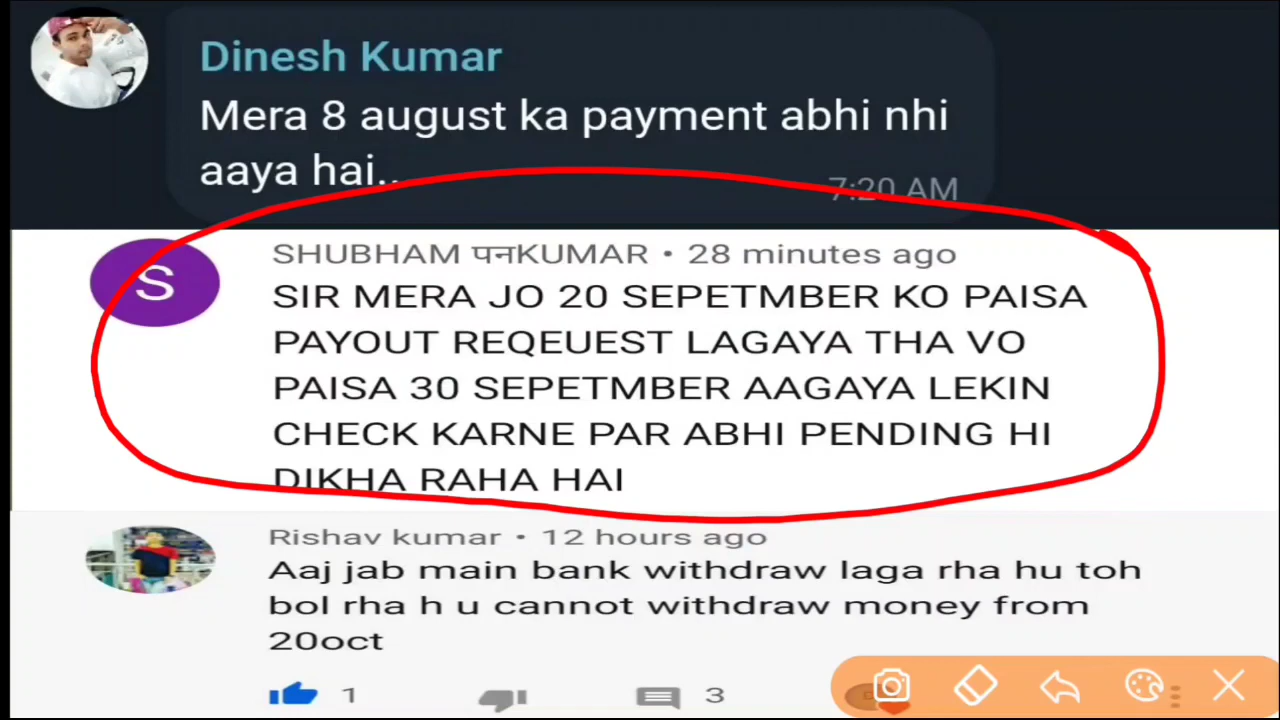 Dinesh Kumar
Mera 8 august ka payment abhi nhi
aaya hai..
7:20 AM
S
SHUBHAM पनKUMAR • 28 minutes ago
SIR MERA JO 20 SEPETMBER KO PAISA
PAYOUT REQEUEST LAGAYA THA VO
PAISA 30 SEPETMBER AAGAYA LEKIN
CHECK KARNE PAR ABHI PENDING HI
DIKHA RAHA HAI
Rishav kumar • 12 hours ago
Aaj jab main bank withdraw laga rha hu toh
bol rha h u cannot withdraw money from
20oct
1
3